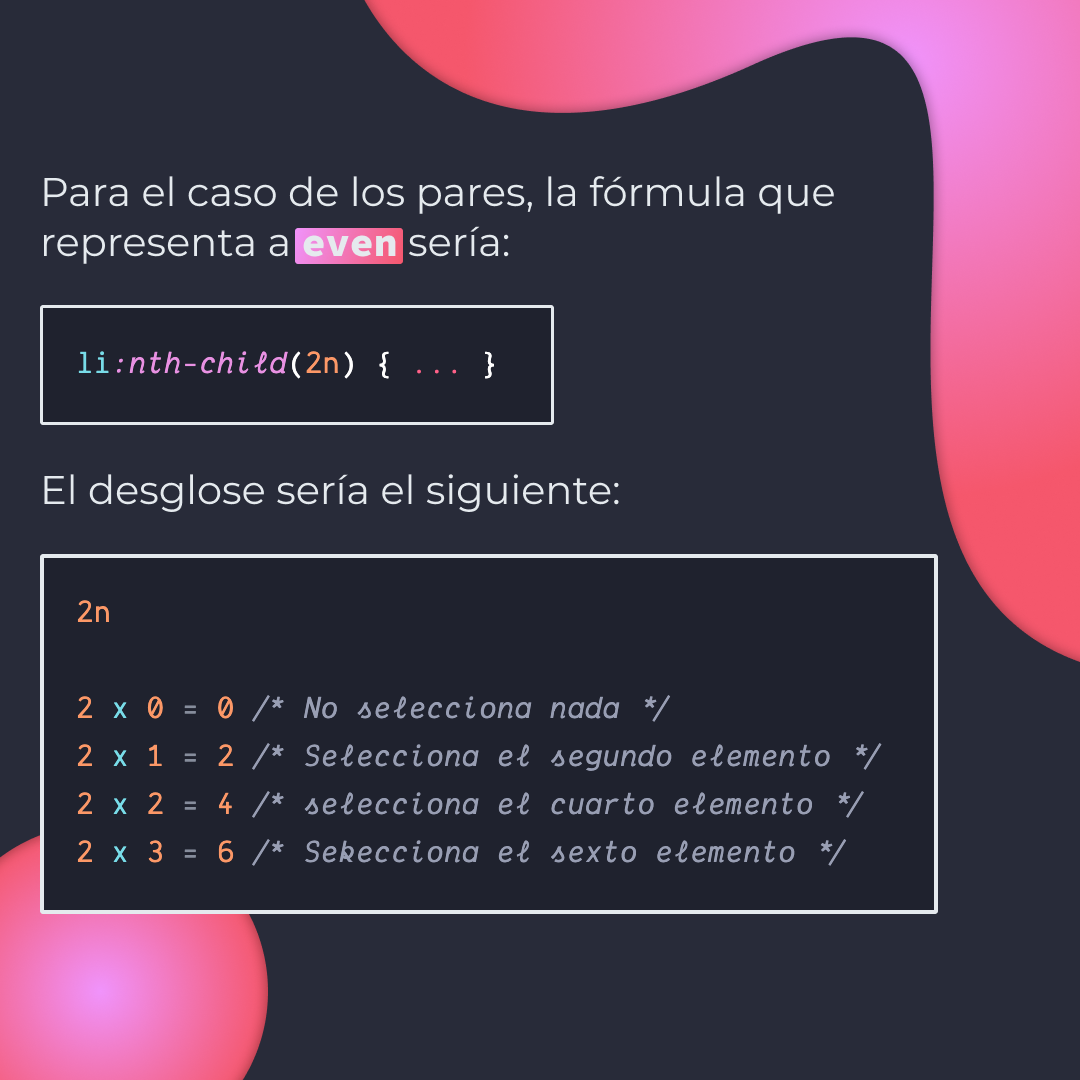 Para el caso de los pares, la fórmula que
representa a even sería:
li:nth-child(2n) { ... }
El desglose sería el siguiente:
2n
2 x 0 = 0 /* No selecciona nada */
2 x 1 = 2 /* Selecciona el segundo elemento */
2 x 2 = 4 /* selecciona el cuarto elemento */
2 x 3 = 6 /* Sekecciona el sexto elemento */